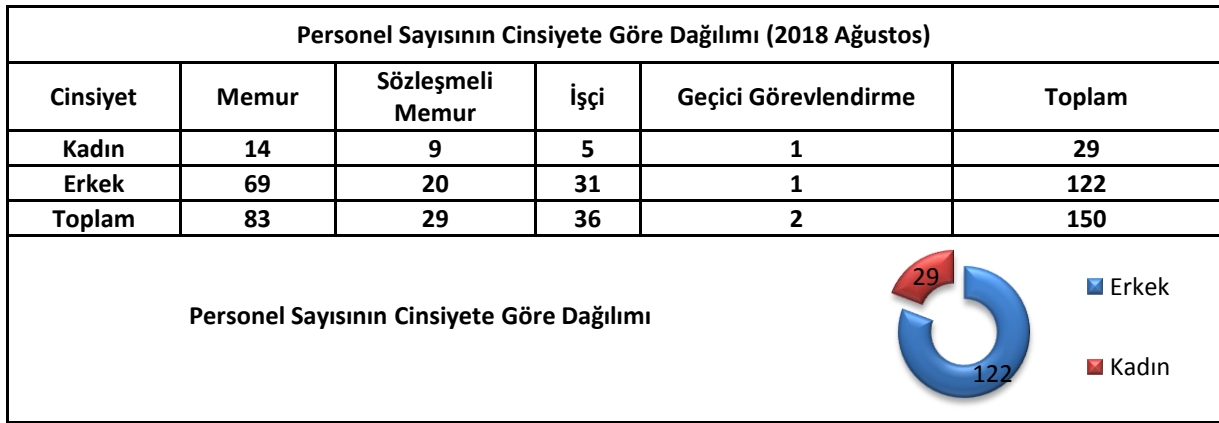 Personel Sayısının Cinsiyete Göre Dağılımı (2018 Ağustos)
Cinsiyet Memur Sözleşmeli Memur İşçi Geçici Görevlendirme Toplam
Kadın 14 9 5 1 29
Erkek 69 20 31 1 122
Toplam 83 29 36 2 150
Personel Sayısının Cinsiyete Göre Dağılımı
29
122
Erkek
Kadın